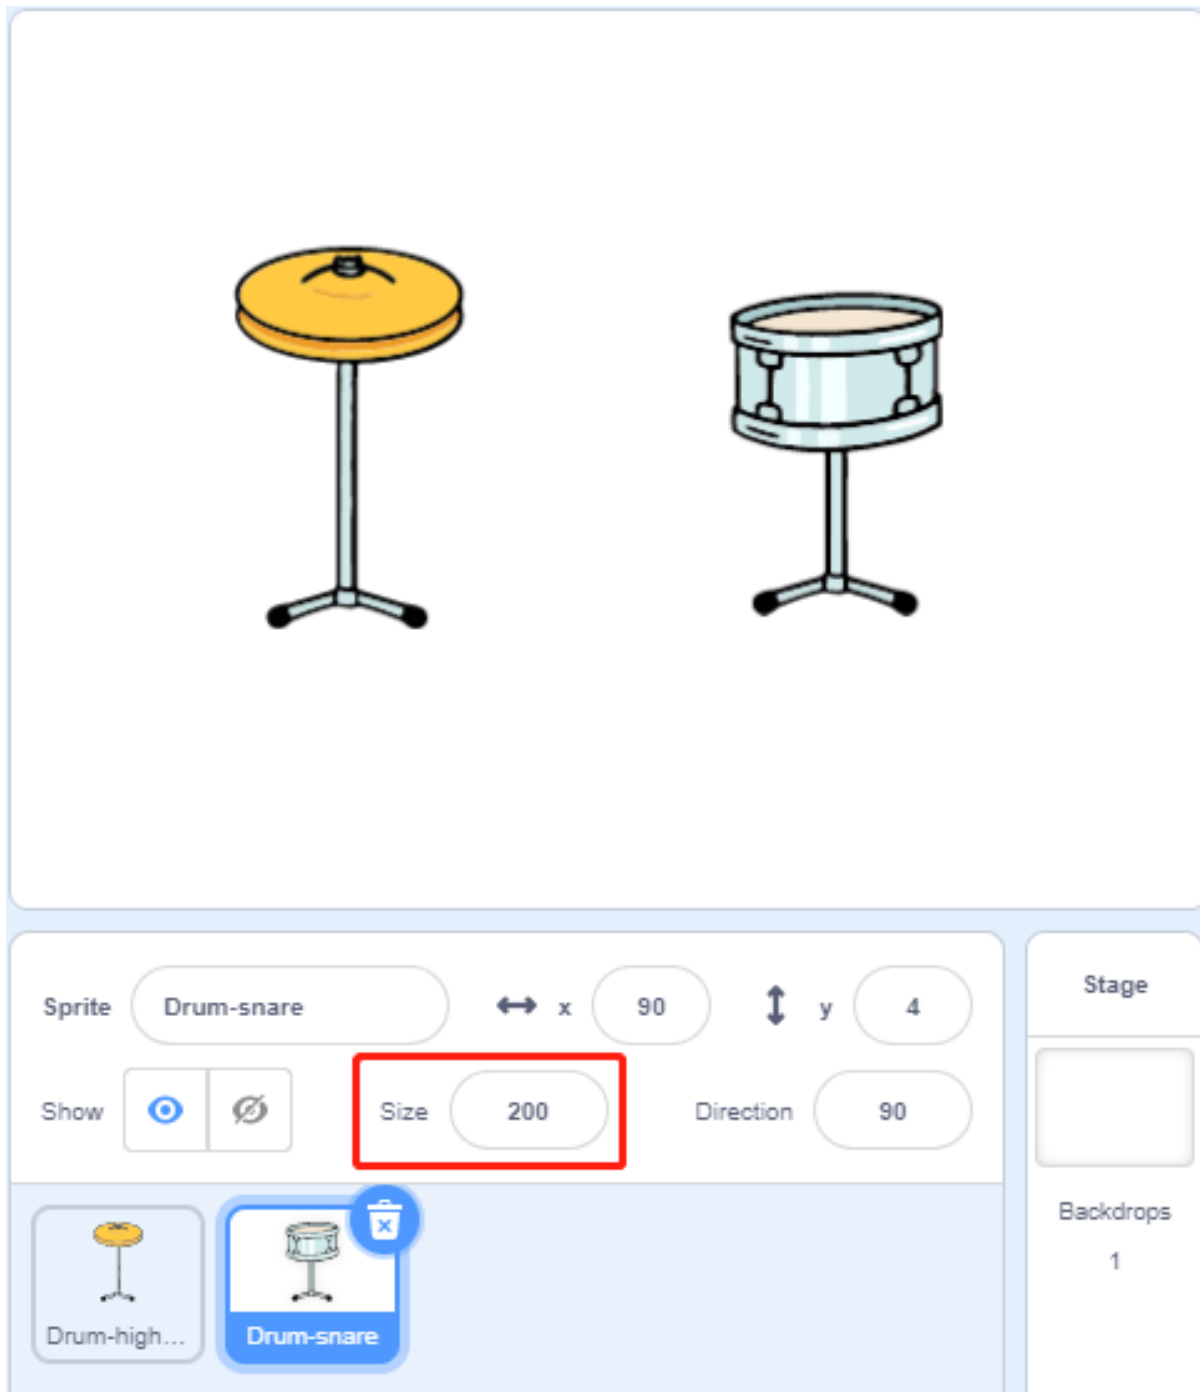 Sprite Drum-snare x 90 y 4
Show Size 200 Direction 90
Drum-high... Drum-snare
Stage
Backdrops
1